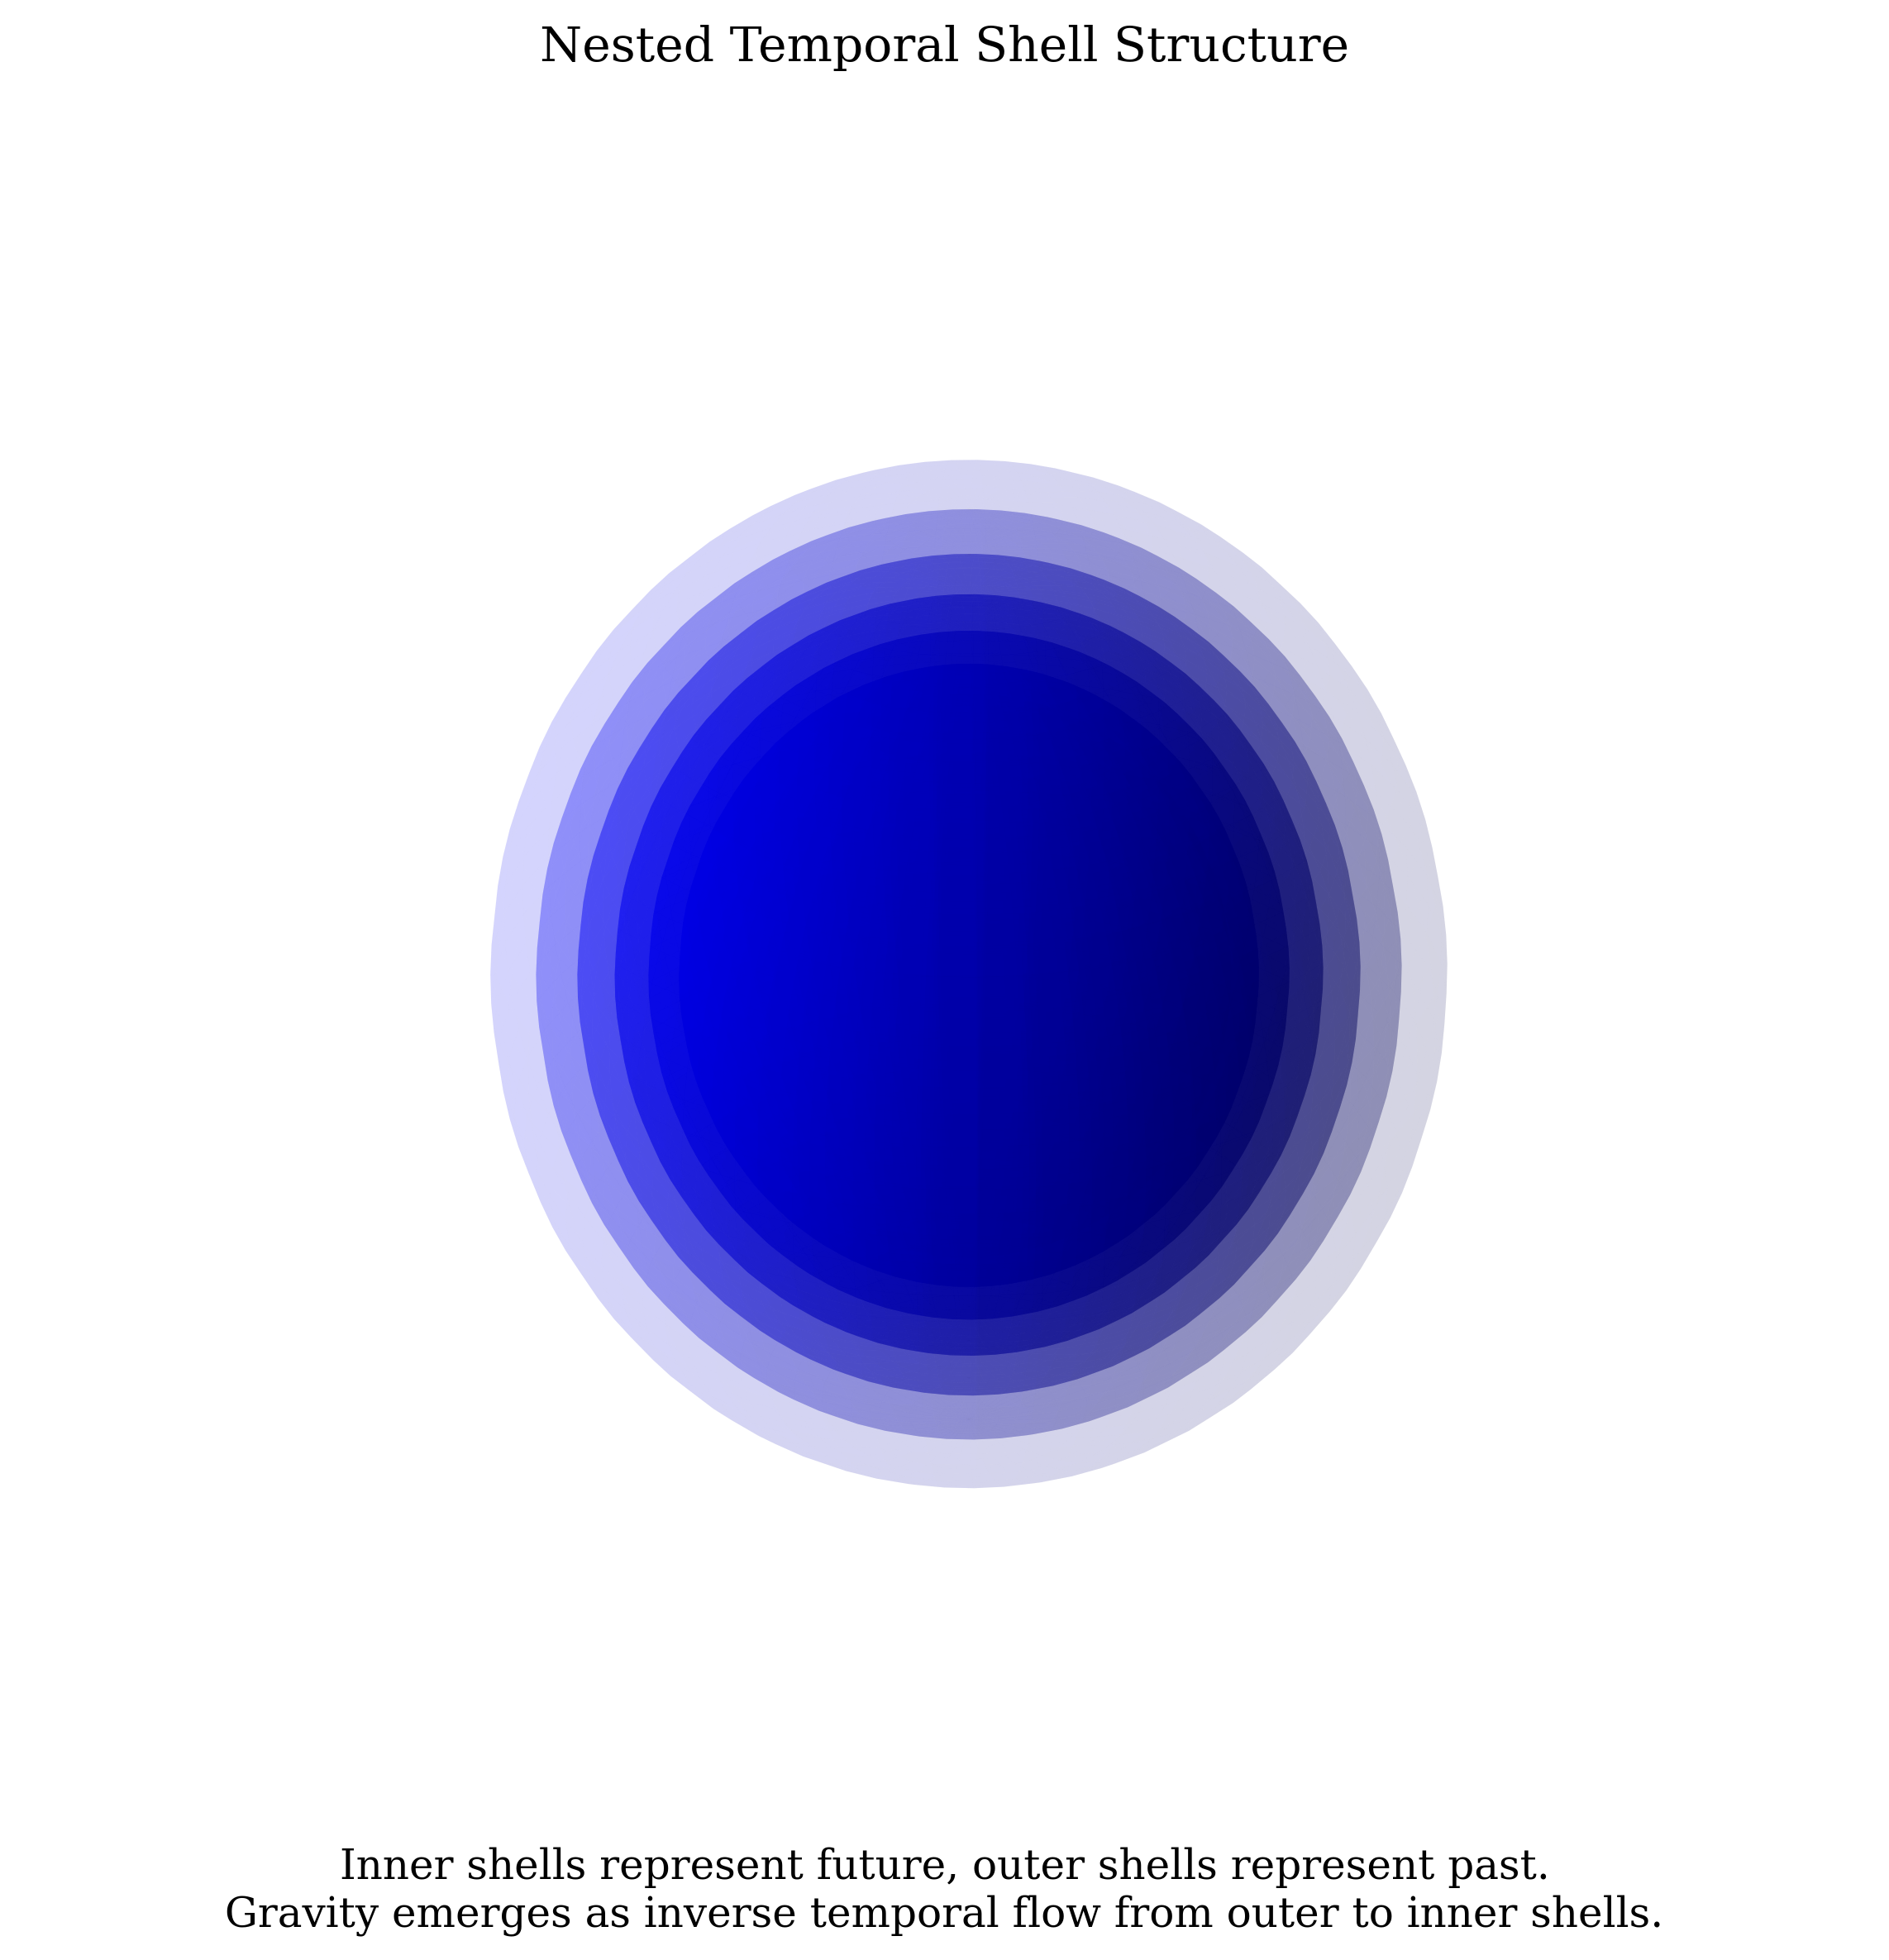 Nested Temporal Shell Structure
Inner shells represent future, outer shells represent past.
Gravity emerges as inverse temporal flow from outer to inner shells.